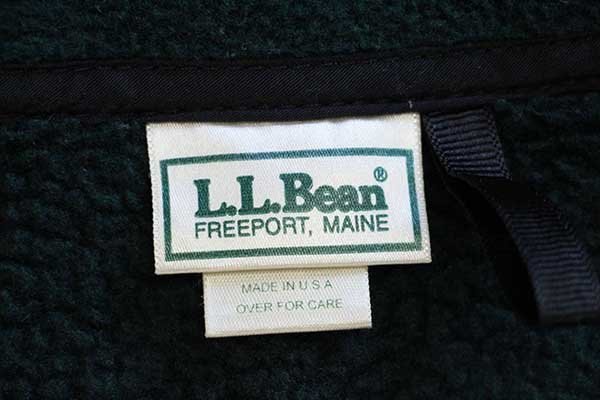 L.L.Bean®
FREEPORT, MAINE
MADE IN U S A
OVER FOR CARE